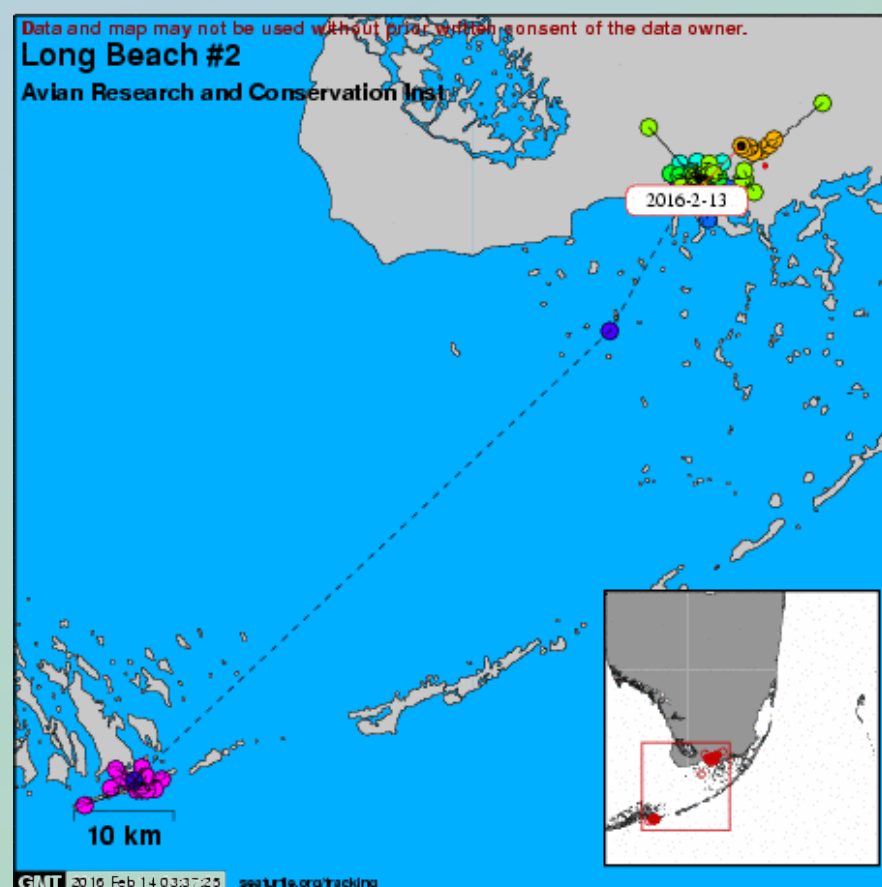 Data and map may not be used without prior written consent of the data owner.
Long Beach #2
Avian Research and Conservation Inst
2016-2-13
10 km
GMT 2016 Feb 14 03:37:25 seaturtle.org/tracking